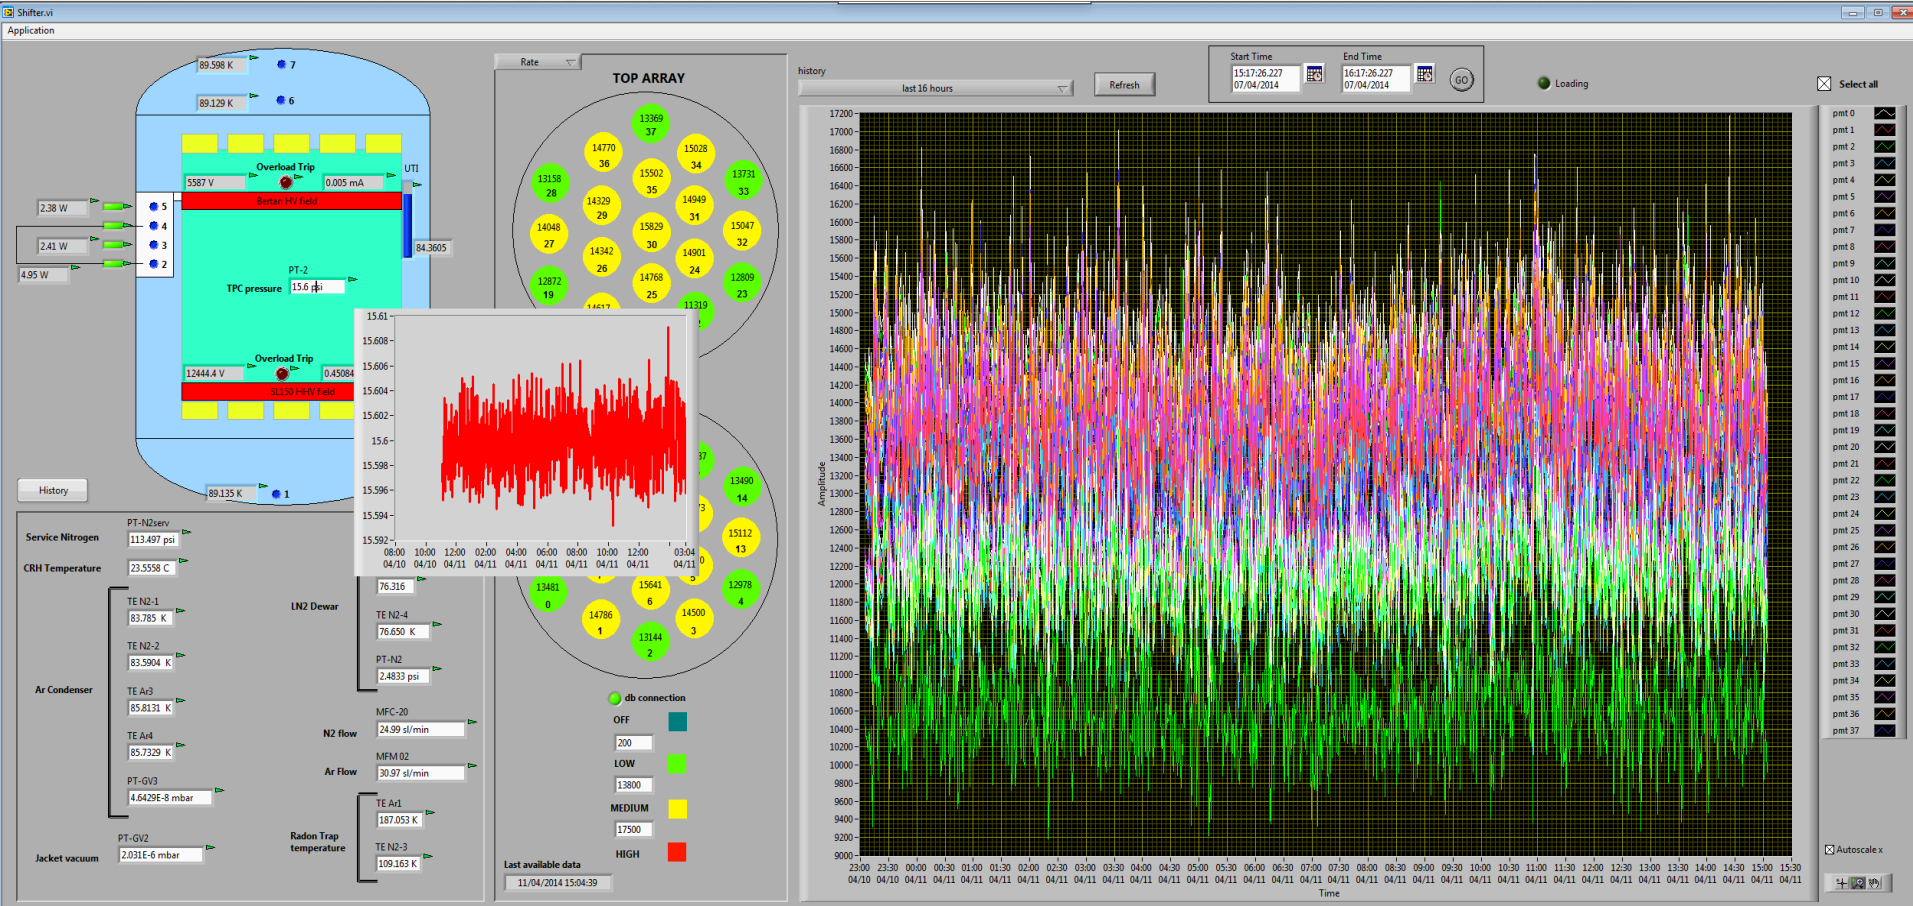 Shifter.vi
Application
89.598 K
7
89.129 K
6
Overload Trip
5587 V
0.005 mA
UTI
Bertan HV field
2.38 W
5
4
2.41 W
3
2
4.95 W
84.3605
PT-2
TPC pressure
15.6 psi
Overload Trip
12444.4 V
0.45084
SL150 HHV field
History
89.135 K
1
PT-N2serv
Service Nitrogen
113.497 psi
CRH Temperature
23.5558 C
TE N2-1
83.785 K
TE N2-2
83.5904 K
Ar Condenser
TE Ar3
85.8131 K
TE Ar4
85.7329 K
PT-GV3
4.6429E-8 mbar
PT-GV2
Jacket vacuum
2.031E-6 mbar
76.316
LN2 Dewar
TE N2-4
76.650 K
PT-N2
2.4833 psi
MFC-20
N2 flow
24.99 sl/min
MFM 02
Ar Flow
30.97 sl/min
TE Ar1
187.053 K
Radon Trap
temperature
TE N2-3
109.163 K
15.61
15.608
15.606
15.604
15.602
15.6
15.598
15.596
15.594
15.592
08:00 10:00 12:00 02:00 04:00 06:00 08:00 10:00 12:00 03:04
04/10 04/10 04/11 04/11 04/11 04/11 04/11 04/11 04/11 04/11
Rate
TOP ARRAY
13369
37
14770
36
15028
34
13158
28
15502
35
13731
33
14329
29
14949
31
14048
27
15829
30
15047
32
14342
26
14901
24
12872
19
14768
25
12809
23
14617
11319
13490
14
15112
13
13481
0
15641
6
12978
4
14786
1
14500
3
13144
2
db connection
OFF
200
LOW
13800
MEDIUM
17500
HIGH
Last available data
11/04/2014 15:04:39
history
last 16 hours
Refresh
Start Time
End Time
15:17:26.227
07/04/2014
16:17:26.227
07/04/2014
GO
Loading
Select all
Amplitude
17200
17000
16800
16600
16400
16200
16000
15800
15600
15400
15200
15000
14800
14600
14400
14200
14000
13800
13600
13400
13200
13000
12800
12600
12400
12200
12000
11800
11600
11400
11200
11000
10800
10600
10400
10200
10000
9800
9600
9400
9200
9000
23:00 23:30 00:00 00:30 01:00 01:30 02:00 02:30 03:00 03:30 04:00 04:30 05:00 05:30 06:00 06:30 07:00 07:30 08:00 08:30 09:00 09:30 10:00 10:30 11:00 11:30 12:00 12:30 13:00 13:30 14:00 14:30 15:00 15:30
04/10 04/10 04/11 04/11 04/11 04/11 04/11 04/11 04/11 04/11 04/11 04/11 04/11 04/11 04/11 04/11 04/11 04/11 04/11 04/11 04/11 04/11 04/11 04/11 04/11 04/11 04/11 04/11 04/11 04/11 04/11 04/11 04/11 04/11
Time
pmt 0
pmt 1
pmt 2
pmt 3
pmt 4
pmt 5
pmt 6
pmt 7
pmt 8
pmt 9
pmt 10
pmt 11
pmt 12
pmt 13
pmt 14
pmt 15
pmt 16
pmt 17
pmt 18
pmt 19
pmt 20
pmt 21
pmt 22
pmt 23
pmt 24
pmt 25
pmt 26
pmt 27
pmt 28
pmt 29
pmt 30
pmt 31
pmt 32
pmt 33
pmt 34
pmt 35
pmt 36
pmt 37
Autoscale x